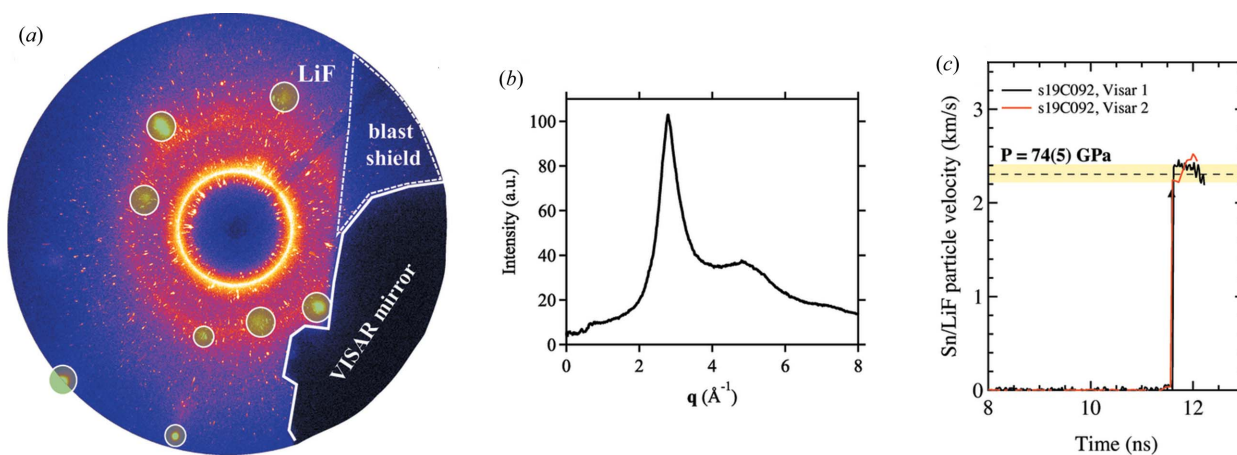 (a)
LiF
blast
shield
VISAR mirror
(b)
100
80
60
40
20
0
Intensity (a.u.)
0 2 4 6 8
q (Å⁻¹)
(c)
s19C092, Visar 1
s19C092, Visar 2
P = 74(5) GPa
3
2
1
0
Sn/LiF particle velocity (km/s)
8 10 12
Time (ns)